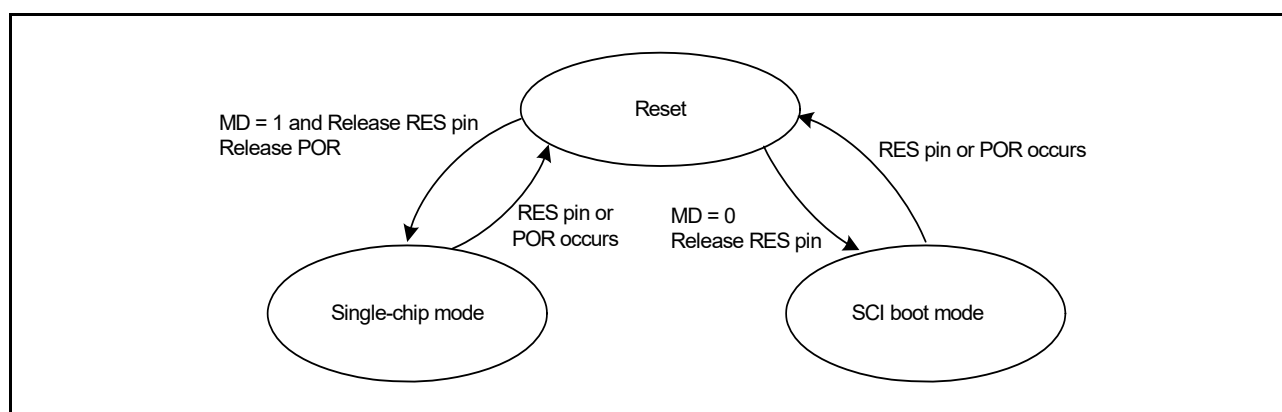 Reset
MD = 1 and Release RES pin
Release POR
RES pin or POR occurs
RES pin or
POR occurs
MD = 0
Release RES pin
Single-chip mode
SCI boot mode